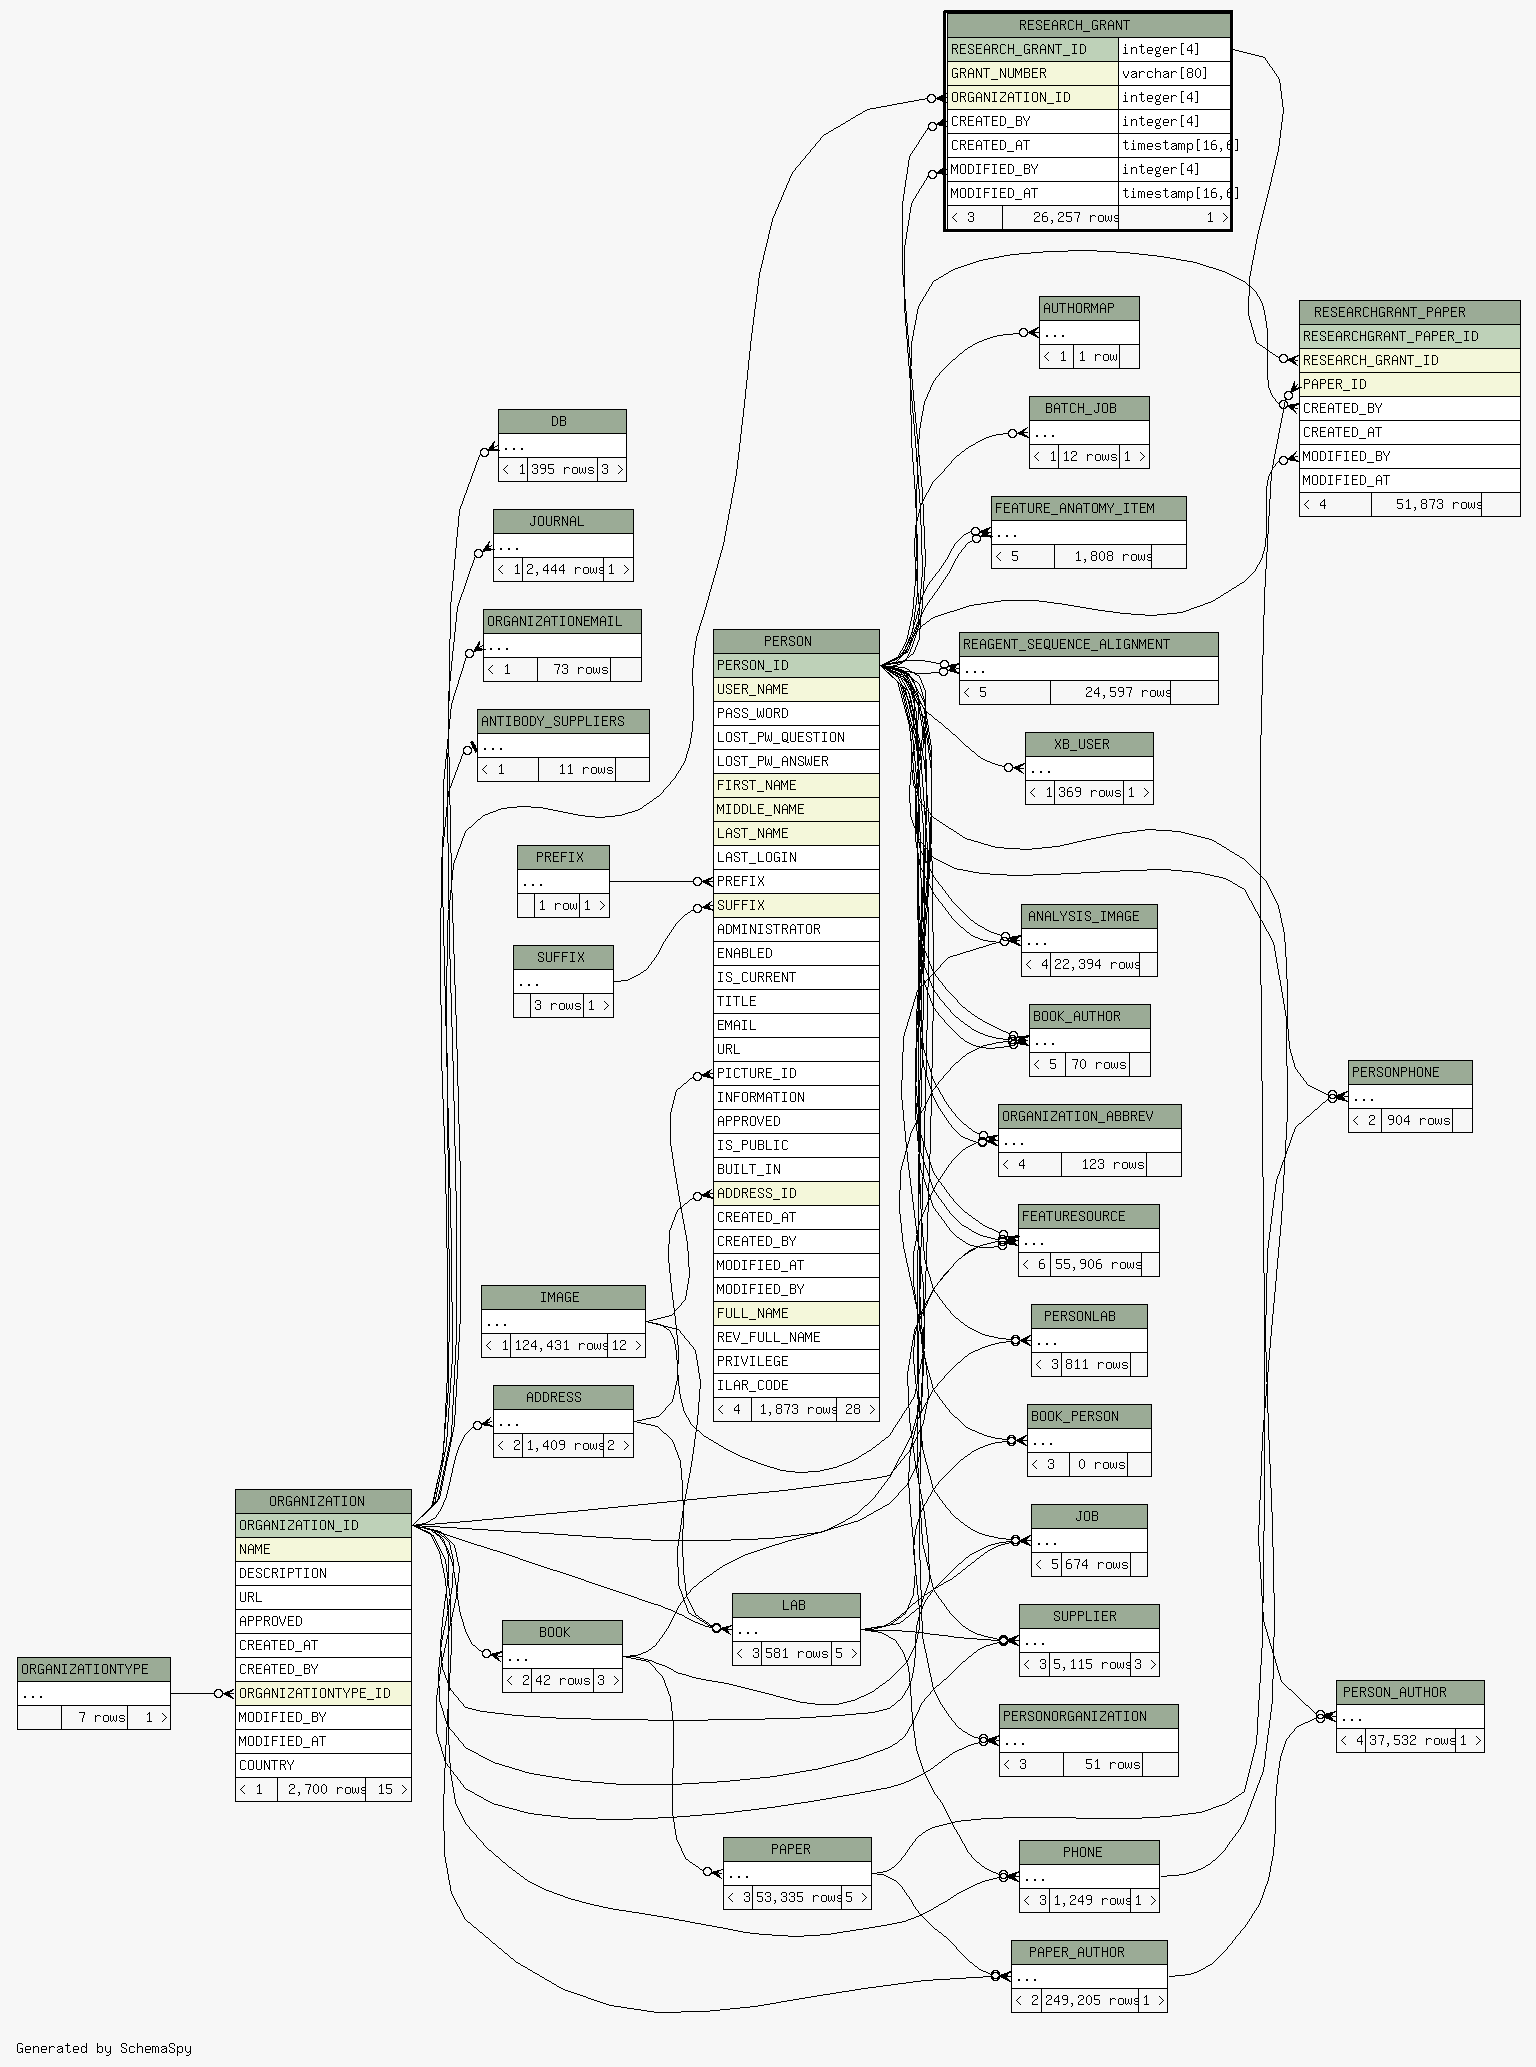 RESEARCH_GRANT
RESEARCH_GRANT_ID integer[4]
GRANT_NUMBER varchar[80]
ORGANIZATION_ID integer[4]
CREATED_BY integer[4]
CREATED_AT timestamp[16,6]
MODIFIED_BY integer[4]
MODIFIED_AT timestamp[16,6]
< 3 26,257 rows 1 >
AUTHORMAP
...
< 1 1 row
RESEARCHGRANT_PAPER
RESEARCHGRANT_PAPER_ID
RESEARCH_GRANT_ID
PAPER_ID
CREATED_BY
CREATED_AT
MODIFIED_BY
MODIFIED_AT
< 4 51,873 rows
BATCH_JOB
...
< 1 12 rows 1 >
DB
...
< 1 395 rows 3 >
FEATURE_ANATOMY_ITEM
...
< 5 1,808 rows
JOURNAL
...
< 1 2,444 rows 1 >
ORGANIZATIONEMAIL
...
< 1 73 rows
ANTIBODY_SUPPLIERS
...
< 1 11 rows
PERSON
PERSON_ID
USER_NAME
PASS_WORD
LOST_PW_QUESTION
LOST_PW_ANSWER
FIRST_NAME
MIDDLE_NAME
LAST_NAME
LAST_LOGIN
PREFIX
SUFFIX
ADMINISTRATOR
ENABLED
IS_CURRENT
TITLE
EMAIL
URL
PICTURE_ID
INFORMATION
APPROVED
IS_PUBLIC
BUILT_IN
ADDRESS_ID
CREATED_AT
CREATED_BY
MODIFIED_AT
MODIFIED_BY
FULL_NAME
REV_FULL_NAME
PRIVILEGE
ILAR_CODE
< 4 1,873 rows 28 >
REAGENT_SEQUENCE_ALIGNMENT
...
< 5 24,597 rows
XB_USER
...
< 1 369 rows 1 >
PREFIX
...
1 row 1 >
SUFFIX
...
3 rows 1 >
ANALYSIS_IMAGE
...
< 4 22,394 rows
BOOK_AUTHOR
...
< 5 70 rows
PERSONPHONE
...
< 2 904 rows
ORGANIZATION_ABBREV
...
< 4 123 rows
FEATURESOURCE
...
< 6 55,906 rows
IMAGE
...
< 1 124,431 rows 12 >
PERSONLAB
...
< 3 811 rows
ADDRESS
...
< 2 1,409 rows 2 >
BOOK_PERSON
...
< 3 0 rows
ORGANIZATION
ORGANIZATION_ID
NAME
DESCRIPTION
URL
APPROVED
CREATED_AT
CREATED_BY
ORGANIZATIONTYPE_ID
MODIFIED_BY
MODIFIED_AT
COUNTRY
< 1 2,700 rows 15 >
JOB
...
< 5 674 rows
LAB
...
< 3 581 rows 5 >
SUPPLIER
...
< 3 5,115 rows 3 >
BOOK
...
< 2 42 rows 3 >
ORGANIZATIONTYPE
...
7 rows 1 >
PERSON_AUTHOR
...
< 4 37,532 rows 1 >
PERSONORGANIZATION
...
< 3 51 rows
PAPER
...
< 3 53,335 rows 5 >
PHONE
...
< 3 1,249 rows 1 >
PAPER_AUTHOR
...
< 2 249,205 rows 1 >
Generated by SchemaSpy